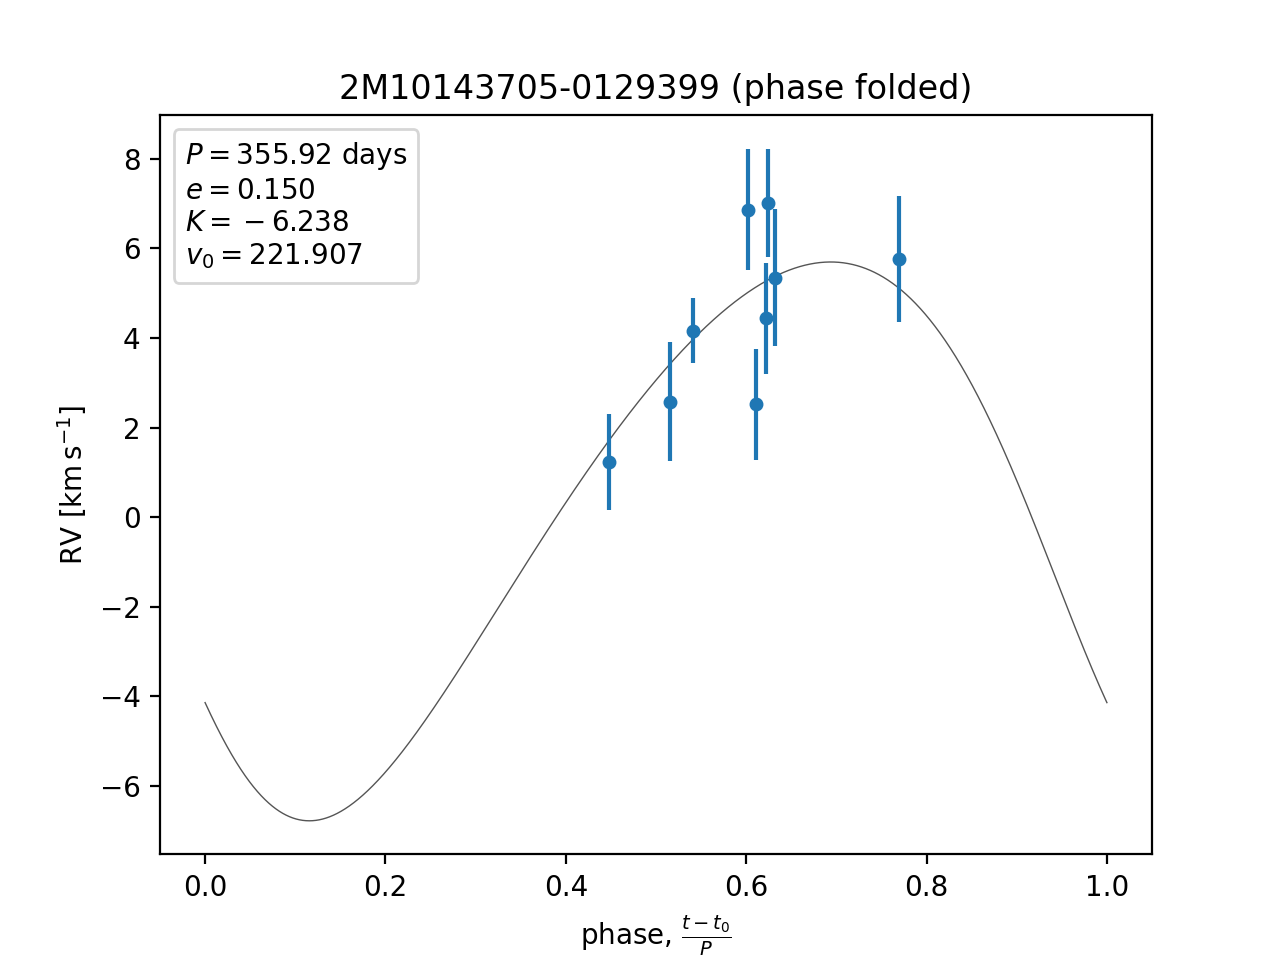 2M10143705-0129399 (phase folded)
P = 355.92 days
e = 0.150
K = −6.238
v₀ = 221.907
8
6
4
2
0
−2
−4
−6
RV [km s⁻¹]
0.0 0.2 0.4 0.6 0.8 1.0
phase, (t − t₀)/P